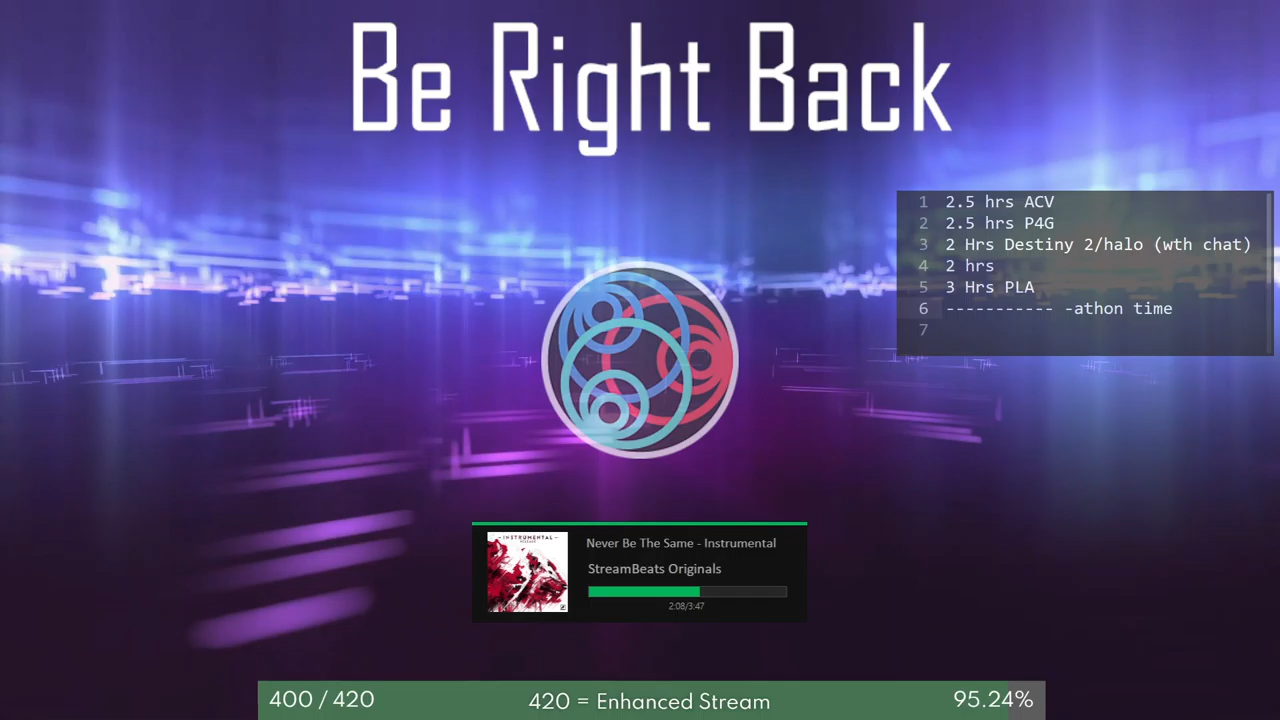 Be Right Back
1 2.5 hrs ACV
2 2.5 hrs P4G
3 2 Hrs Destiny 2/halo (wth chat)
4 2 hrs
5 3 Hrs PLA
6 ----------- -athon time
7
- INSTRUMENTAL -
Never Be The Same - Instrumental
StreamBeats Originals
2:08/3:47
400 / 420 420 = Enhanced Stream 95.24%